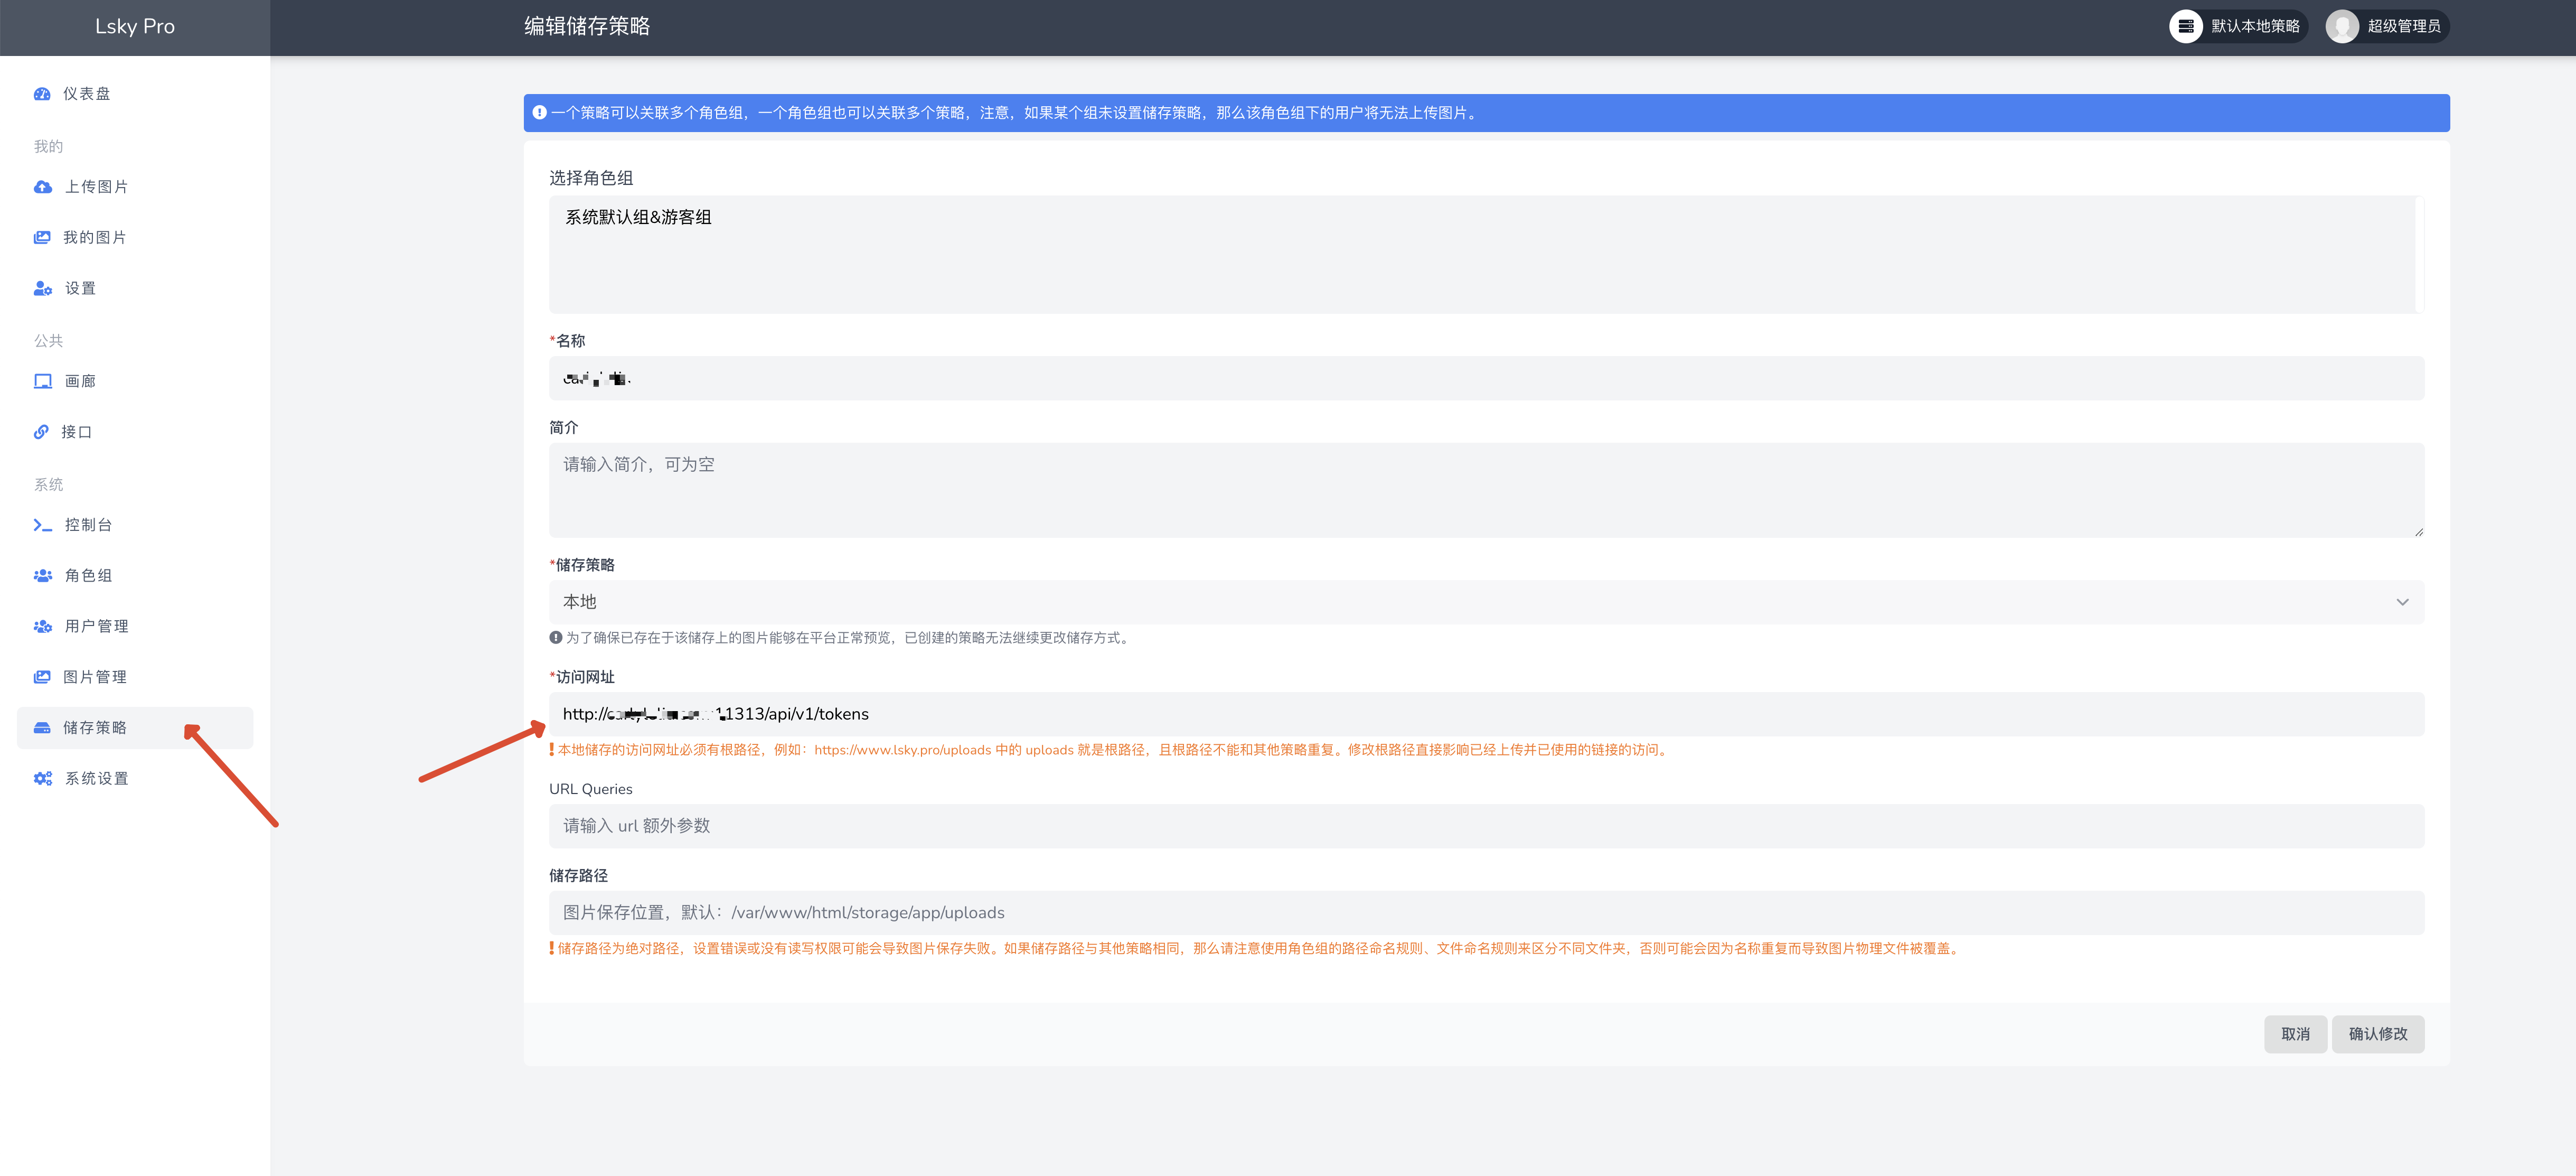 Lsky Pro
编辑储存策略
默认本地策略
超级管理员
仪表盘
我的
上传图片
我的图片
设置
公共
画廊
接口
系统
控制台
角色组
用户管理
图片管理
储存策略
系统设置
一个策略可以关联多个角色组，一个角色组也可以关联多个策略，注意，如果某个组未设置储存策略，那么该角色组下的用户将无法上传图片。
选择角色组
系统默认组&游客组
*名称
简介
请输入简介，可为空
*储存策略
本地
为了确保已存在于该储存上的图片能够在平台正常预览，已创建的策略无法继续更改储存方式。
*访问网址
http:// 11313/api/v1/tokens
本地储存的访问网址必须有根路径，例如：https://www.lsky.pro/uploads 中的 uploads 就是根路径，且根路径不能和其他策略重复。修改根路径直接影响已经上传并已使用的链接的访问。
URL Queries
请输入 url 额外参数
储存路径
图片保存位置，默认：/var/www/html/storage/app/uploads
储存路径为绝对路径，设置错误或没有读写权限可能会导致图片保存失败。如果储存路径与其他策略相同，那么请注意使用角色组的路径命名规则、文件命名规则来区分不同文件夹，否则可能会因为名称重复而导致图片物理文件被覆盖。
取消
确认修改